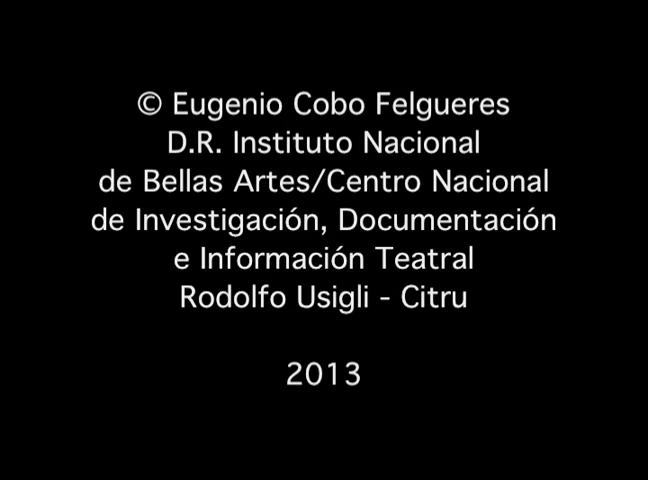 © Eugenio Cobo Felgueres
D.R. Instituto Nacional
de Bellas Artes/Centro Nacional
de Investigación, Documentación
e Información Teatral
Rodolfo Usigli - Citru
2013